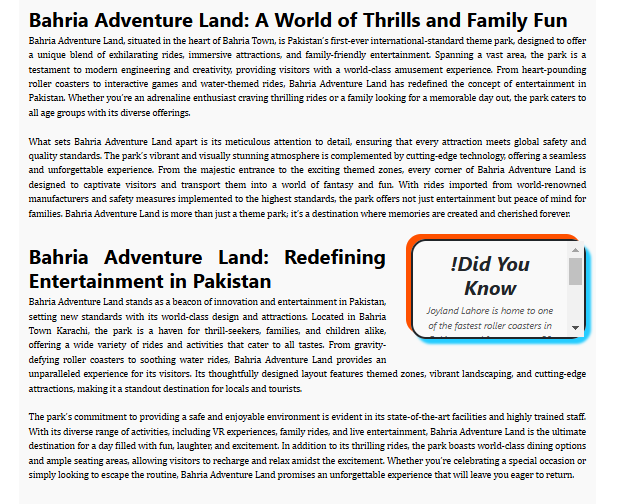 Bahria Adventure Land: A World of Thrills and Family Fun
Bahria Adventure Land, situated in the heart of Bahria Town, is Pakistan's first-ever international-standard theme park, designed to offer
a unique blend of exhilarating rides, immersive attractions, and family-friendly entertainment. Spanning a vast area, the park is a
testament to modern engineering and creativity, providing visitors with a world-class amusement experience. From heart-pounding
roller coasters to interactive games and water-themed rides, Bahria Adventure Land has redefined the concept of entertainment in
Pakistan. Whether you're an adrenaline enthusiast craving thrilling rides or a family looking for a memorable day out, the park caters to
all age groups with its diverse offerings.
What sets Bahria Adventure Land apart is its meticulous attention to detail, ensuring that every attraction meets global safety and
quality standards. The park's vibrant and visually stunning atmosphere is complemented by cutting-edge technology, offering a seamless
and unforgettable experience. From the majestic entrance to the exciting themed zones, every corner of Bahria Adventure Land is
designed to captivate visitors and transport them into a world of fantasy and fun. With rides imported from world-renowned
manufacturers and safety measures implemented to the highest standards, the park offers not just entertainment but peace of mind for
families. Bahria Adventure Land is more than just a theme park; it's a destination where memories are created and cherished forever.
Bahria Adventure Land: Redefining
Entertainment in Pakistan
!Did You
Know
Joyland Lahore is home to one
of the fastest roller coasters in
Bahria Adventure Land stands as a beacon of innovation and entertainment in Pakistan,
setting new standards with its world-class design and attractions. Located in Bahria
Town Karachi, the park is a haven for thrill-seekers, families, and children alike,
offering a wide variety of rides and activities that cater to all tastes. From gravity-
defying roller coasters to soothing water rides, Bahria Adventure Land provides an
unparalleled experience for its visitors. Its thoughtfully designed layout features themed zones, vibrant landscaping, and cutting-edge
attractions, making it a standout destination for locals and tourists.
The park's commitment to providing a safe and enjoyable environment is evident in its state-of-the-art facilities and highly trained staff.
With its diverse range of activities, including VR experiences, family rides, and live entertainment, Bahria Adventure Land is the ultimate
destination for a day filled with fun, laughter, and excitement. In addition to its thrilling rides, the park boasts world-class dining options
and ample seating areas, allowing visitors to recharge and relax amidst the excitement. Whether you're celebrating a special occasion or
simply looking to escape the routine, Bahria Adventure Land promises an unforgettable experience that will leave you eager to return.